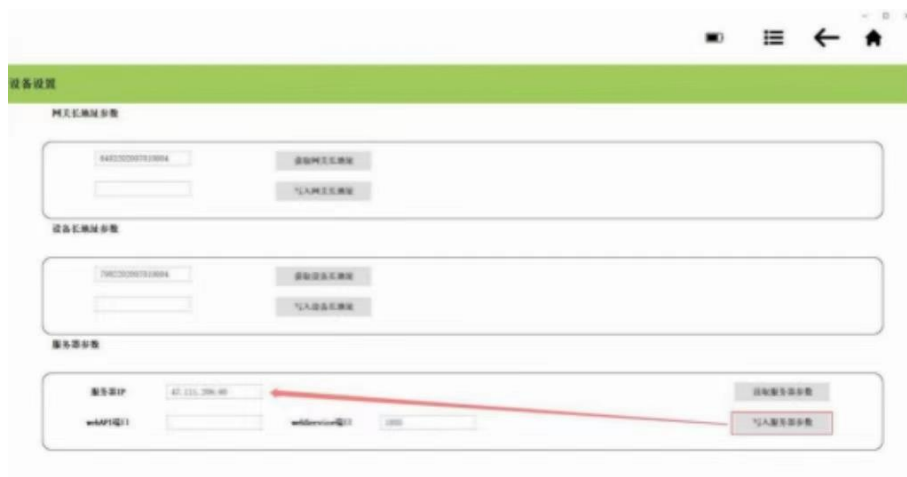 设备设置
网关长地址参数
获取网关长地址
写入网关长地址
设备长地址参数
获取设备长地址
写入设备长地址
服务器参数
服务器IP 读取服务器参数
webAPI端口 webService端口 写入服务器参数